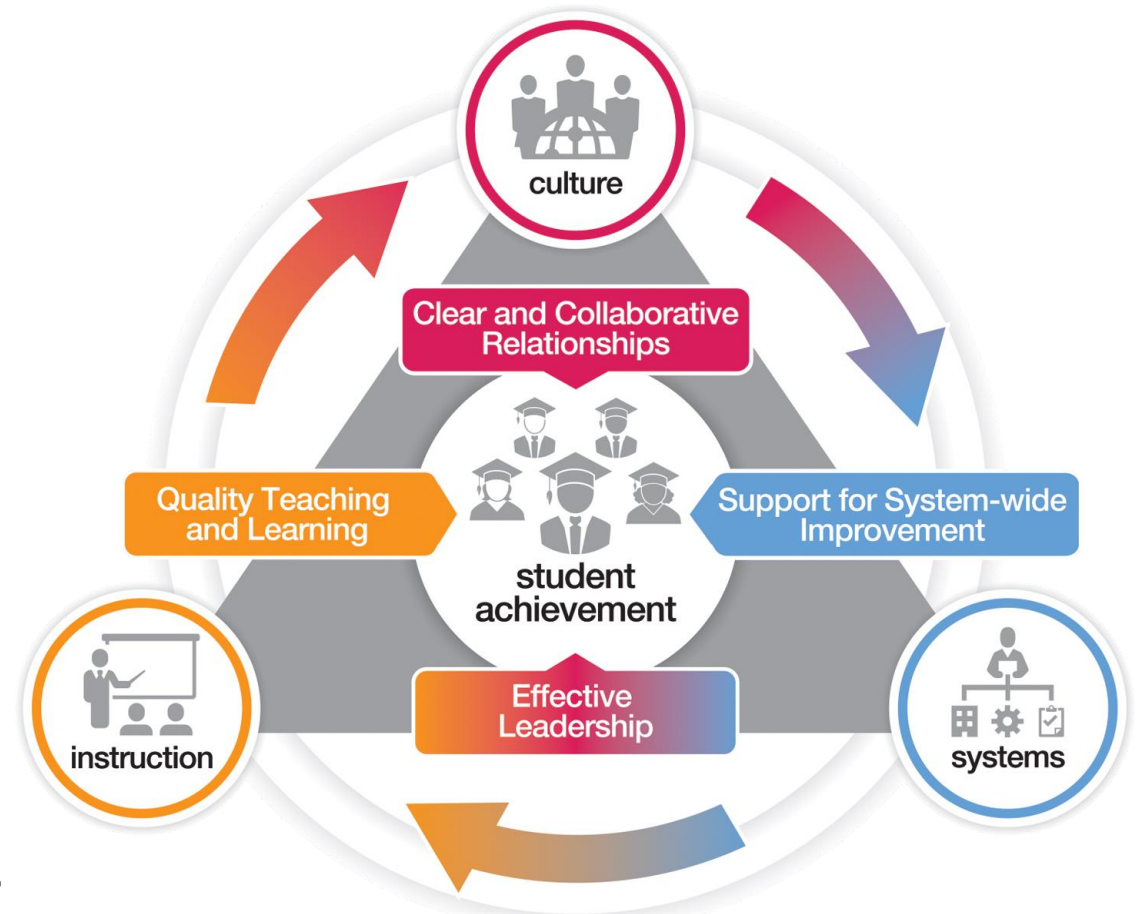 culture
Clear and Collaborative
Relationships
Quality Teaching
and Learning
Support for System-wide
Improvement
student
achievement
Effective
Leadership
instruction
systems